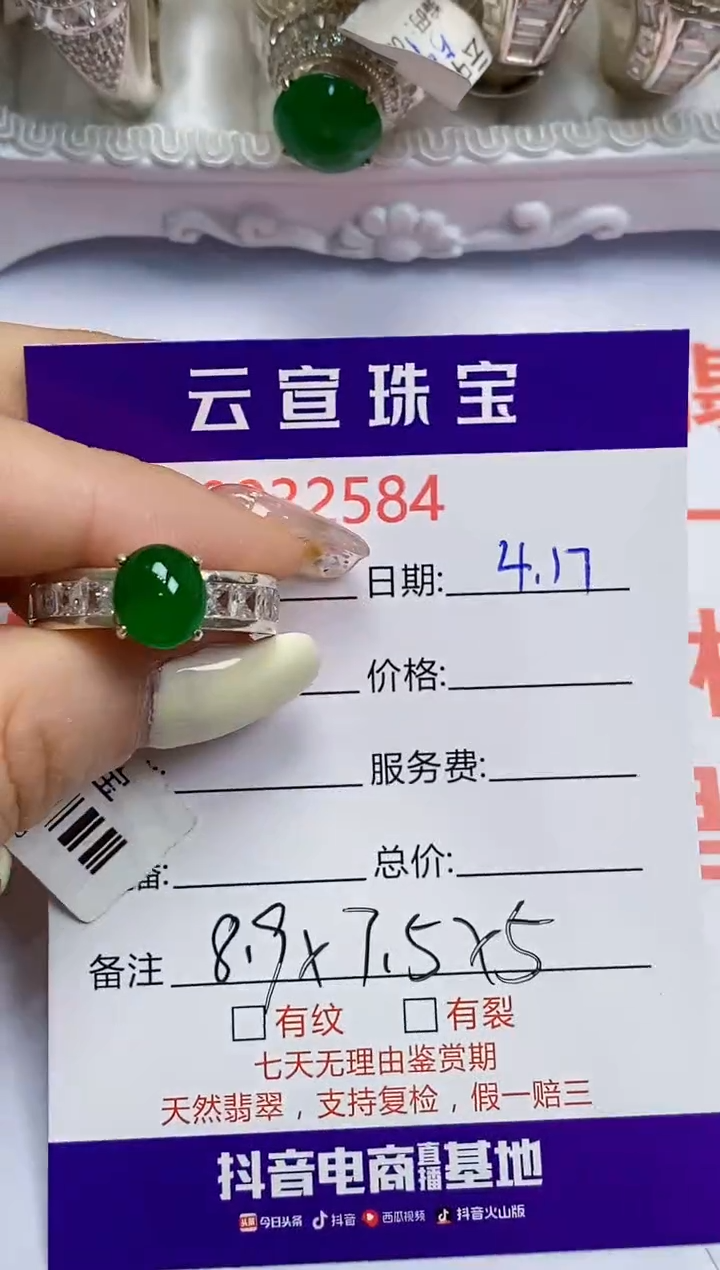 云宣珠宝
32584
日期: 4.17
价格:
服务费:
总价:
备注 8.9x7.5x5
有纹 有裂
七天无理由鉴赏期
天然翡翠，支持复检，假一赔三
抖音电商直播基地
头条 今日头条 抖音 西瓜视频 抖音火山版